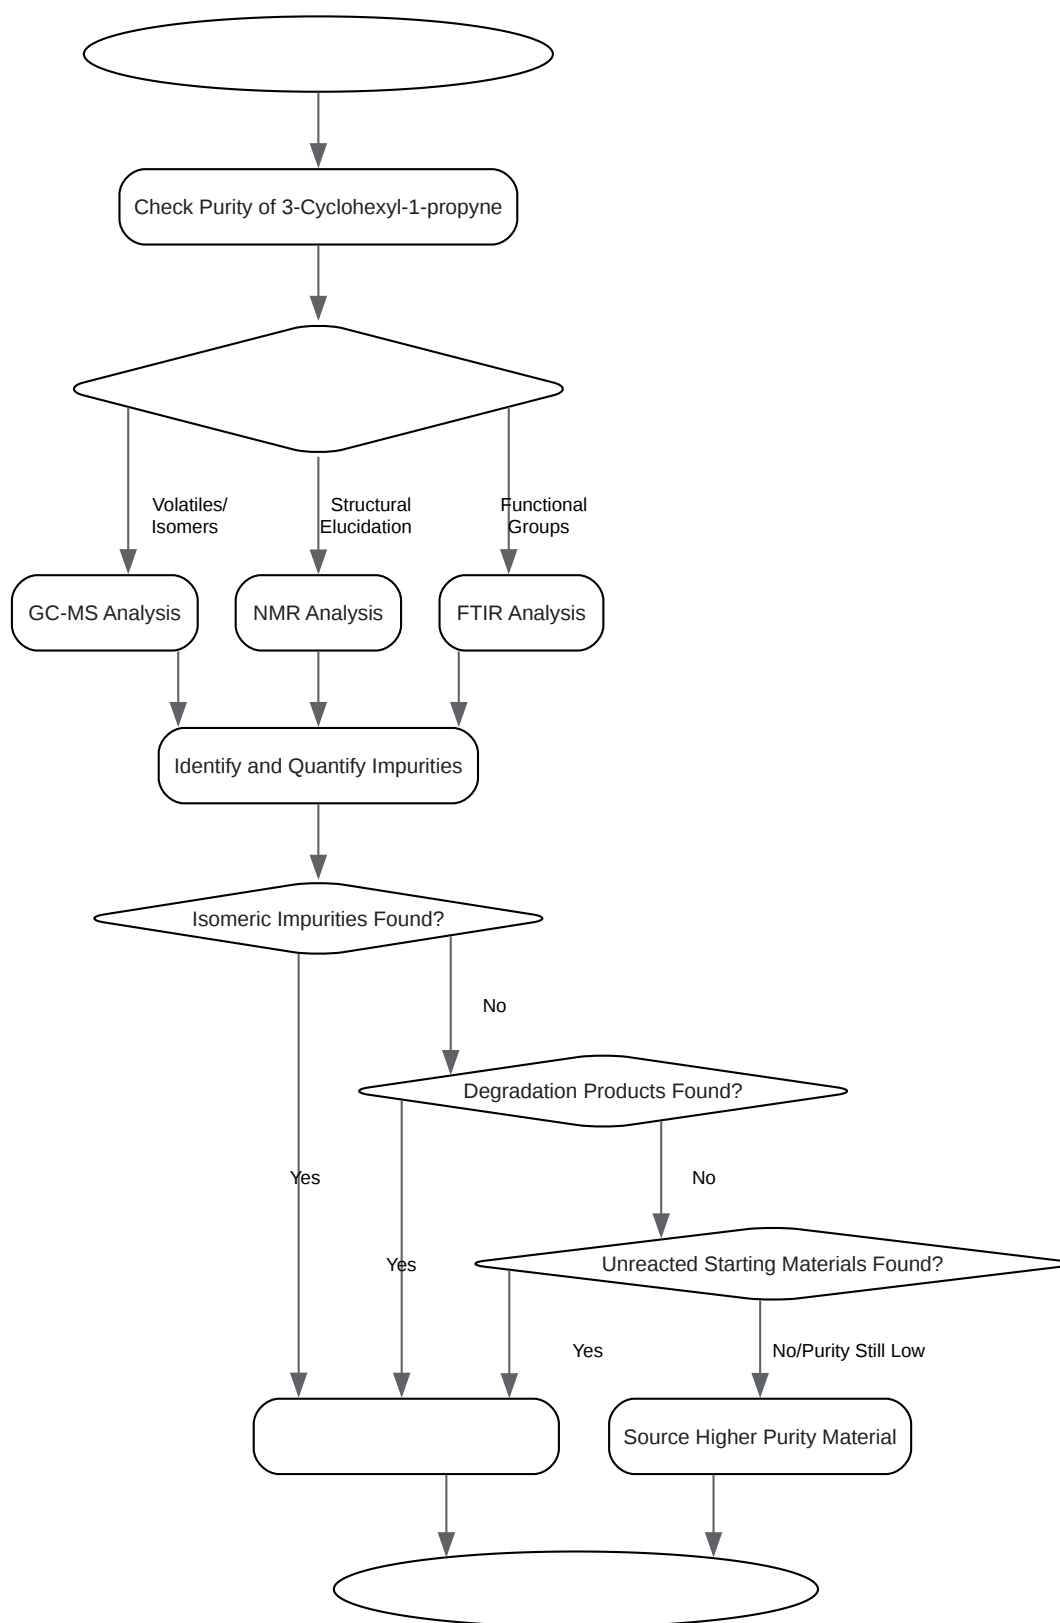 Check Purity of 3-Cyclohexyl-1-propyne
Volatiles/
Isomers
Structural
Elucidation
Functional
Groups
GC-MS Analysis
NMR Analysis
FTIR Analysis
Identify and Quantify Impurities
Isomeric Impurities Found?
No
Degradation Products Found?
Yes
No
Yes
Unreacted Starting Materials Found?
Yes
No/Purity Still Low
Source Higher Purity Material